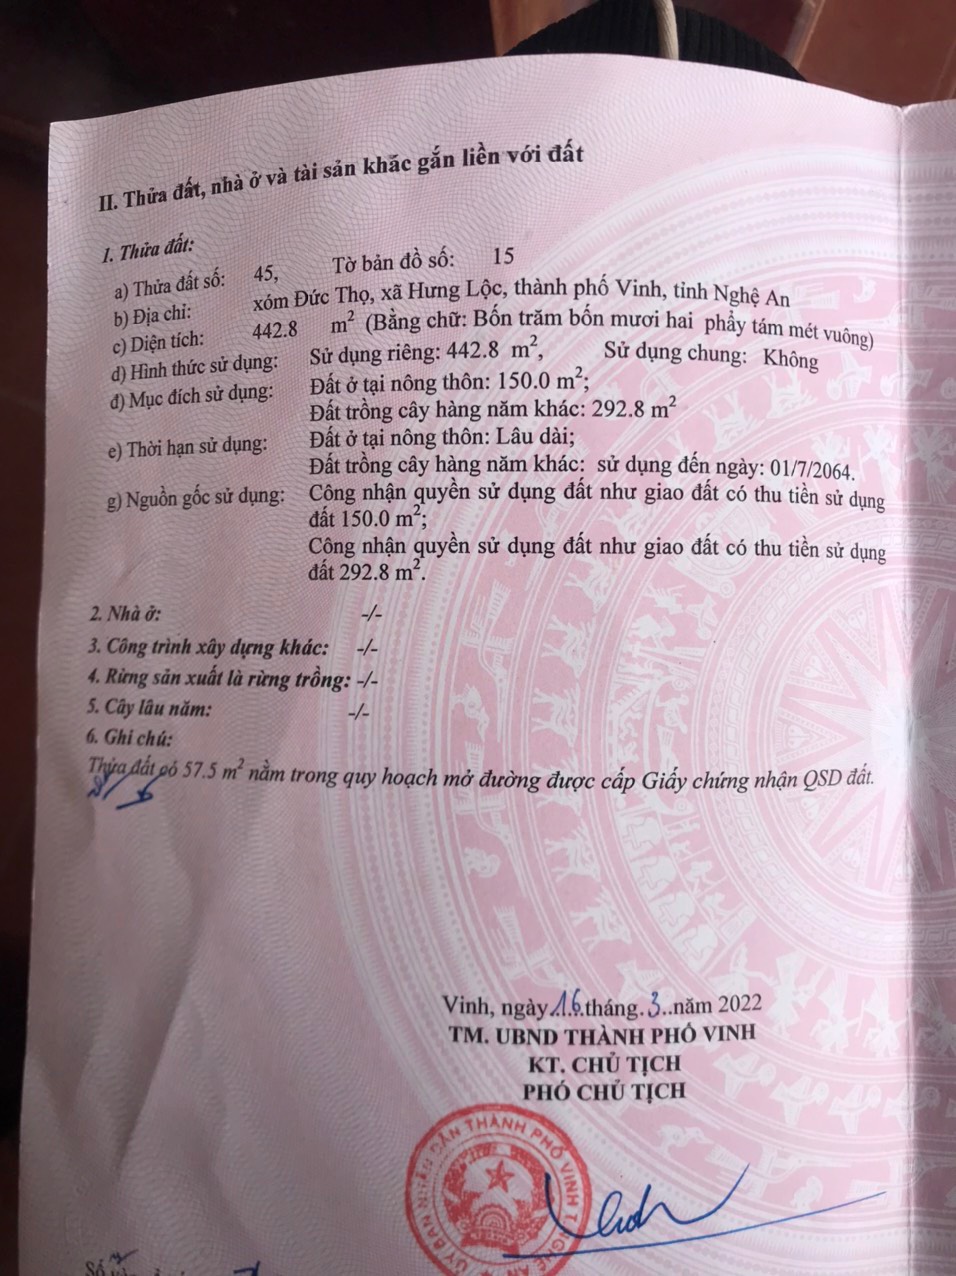 II. Thửa đất, nhà ở và tài sản khác gắn liền với đất
1. Thửa đất:
a) Thửa đất số: 45, Tờ bản đồ số: 15
b) Địa chỉ: xóm Đức Thọ, xã Hưng Lộc, thành phố Vinh, tỉnh Nghệ An
c) Diện tích: 442.8 m² (Bằng chữ: Bốn trăm bốn mươi hai phẩy tám mét vuông)
d) Hình thức sử dụng: Sử dụng riêng: 442.8 m², Sử dụng chung: Không
đ) Mục đích sử dụng: Đất ở tại nông thôn: 150.0 m²;
Đất trồng cây hàng năm khác: 292.8 m²
e) Thời hạn sử dụng: Đất ở tại nông thôn: Lâu dài;
Đất trồng cây hàng năm khác: sử dụng đến ngày: 01/7/2064.
g) Nguồn gốc sử dụng: Công nhận quyền sử dụng đất như giao đất có thu tiền sử dụng
đất 150.0 m²;
Công nhận quyền sử dụng đất như giao đất có thu tiền sử dụng
đất 292.8 m².
2. Nhà ở: -/-
3. Công trình xây dựng khác: -/-
4. Rừng sản xuất là rừng trồng: -/-
5. Cây lâu năm: -/-
6. Ghi chú:
Thửa đất có 57.5 m² nằm trong quy hoạch mở đường được cấp Giấy chứng nhận QSD đất.
Vinh, ngày 16 tháng 3 năm 2022
TM. UBND THÀNH PHỐ VINH
KT. CHỦ TỊCH
PHÓ CHỦ TỊCH
ỦY BAN NHÂN DÂN THÀNH PHỐ VINH T. NGHỆ AN
Số